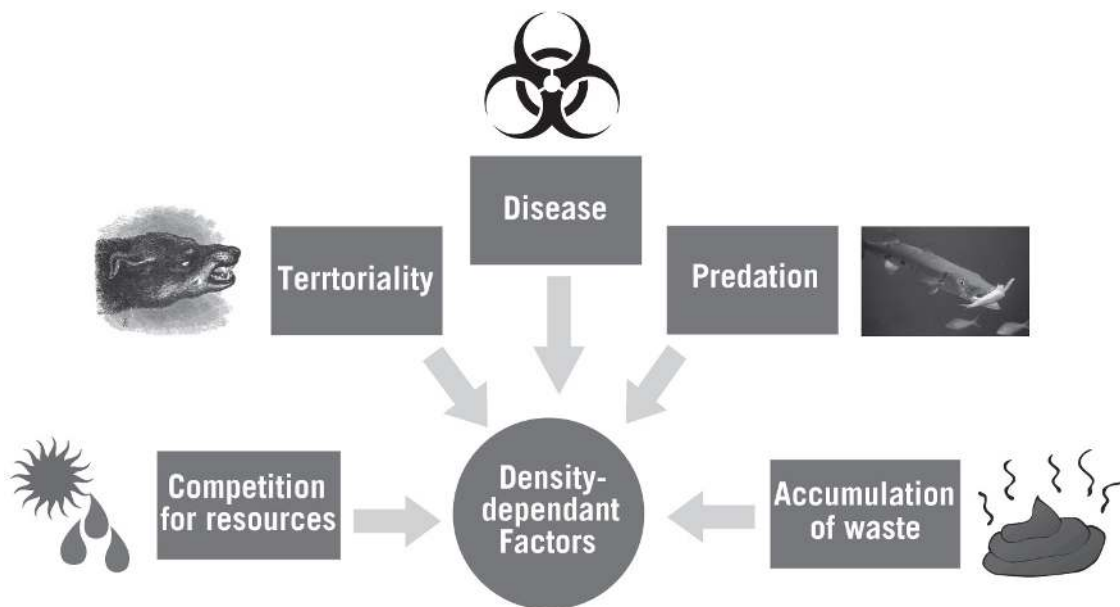 Disease
Terrtoriality
Predation
Competition
for resources
Density-
dependant
Factors
Accumulation
of waste